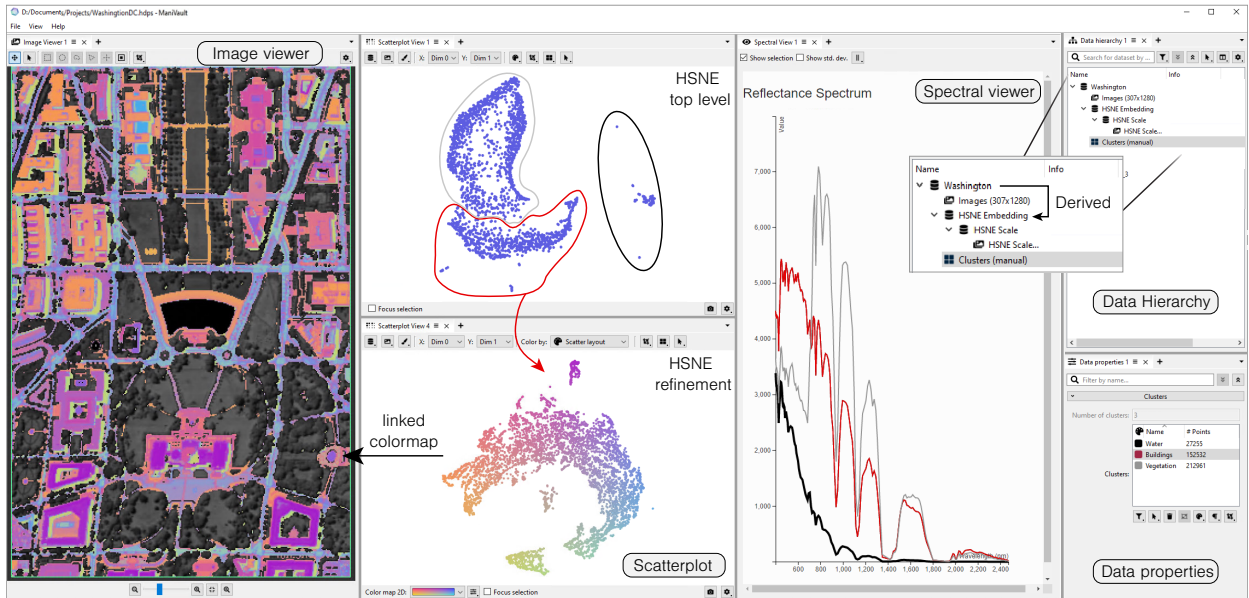 D:/Documents/Projects/WashingtionDC.hdps - ManiVault
File View Help
Image Viewer 1
X:
Y:
Image viewer
Scatterplot View 1
X: Dim 0 Y: Dim 1
HSNE
top level
Focus selection
Scatterplot View 4
X: Dim 0 Y: Dim 1 Color by: Scatter layout
HSNE
refinement
linked
colormap
Scatterplot
Color map 2D: Focus selection
Spectral View 1
Show selection Show std. dev.
Reflectance Spectrum
Spectral viewer
Value
7,000
6,000
5,000
4,000
3,000
2,000
1,000
Wavelength (nm)
600 800 1,000 1,200 1,400 1,600 1,800 2,000 2,200 2,400
Data hierarchy 1
Search for dataset by ...
Name Info
Washington
Images (307x1280)
HSNE Embedding
HSNE Scale
HSNE Scale...
Clusters (manual)
_3
Name Info
Washington
Images (307x1280)
Derived
HSNE Embedding
HSNE Scale
HSNE Scale...
Clusters (manual)
Data Hierarchy
Data properties 1
Filter by name...
Clusters
Number of clusters: 3
Name # Points
Water 27255
Buildings 152532
Clusters: Vegetation 212961
Data properties